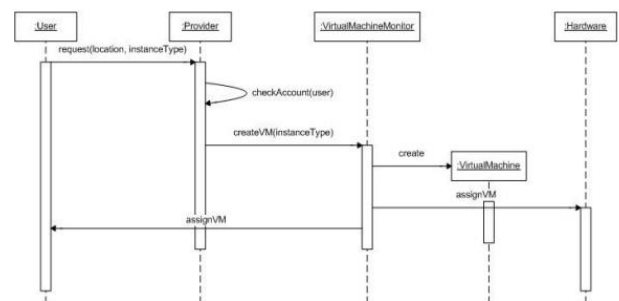 :User
:Provider
:VirtualMachineMonitor
:Hardware
request(location, instanceType)
checkAccount(user)
createVM(instanceType)
create
:VirtualMachine
assignVM
assignVM